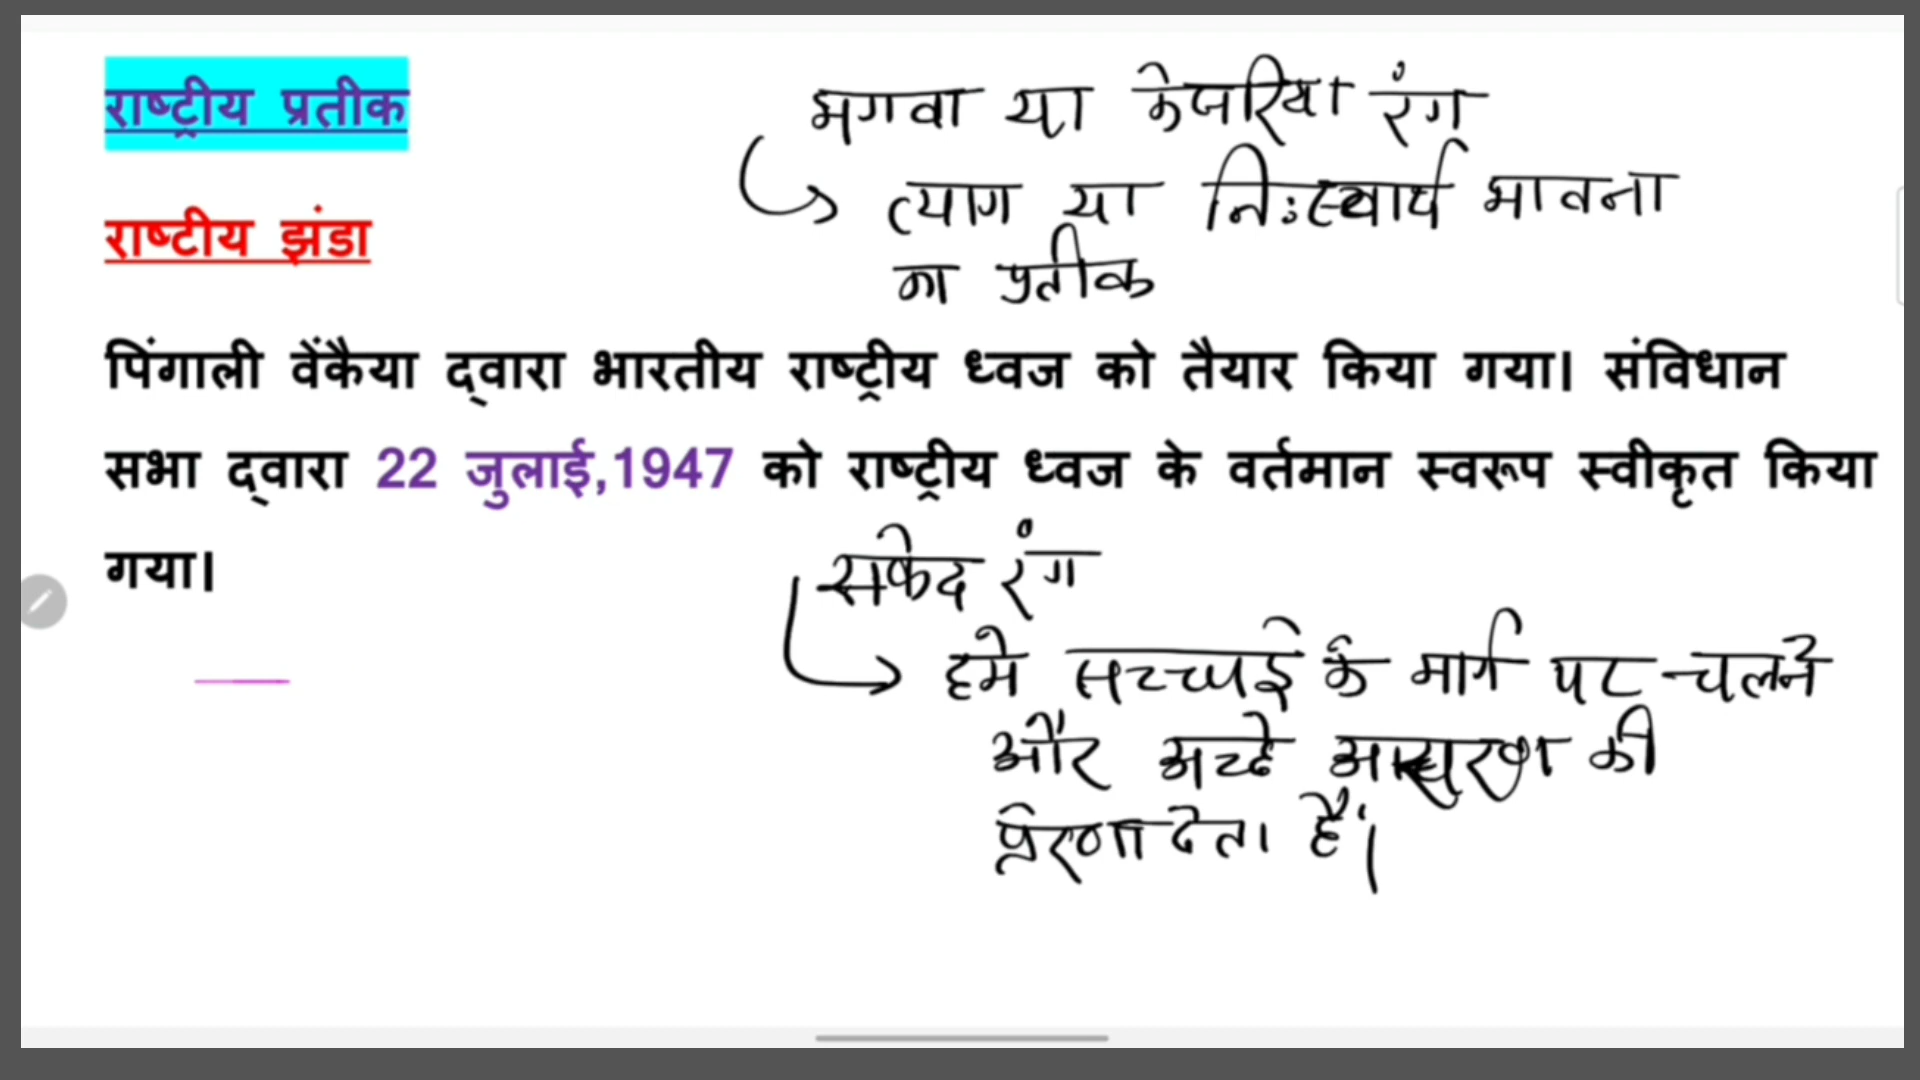 राष्ट्रीय प्रतीक
भगवा या केसरिया रंग
त्याग या निःस्वार्थ भावना
का प्रतीक
राष्टीय झंडा
पिंगाली वेंकैया द्वारा भारतीय राष्ट्रीय ध्वज को तैयार किया गया। संविधान
सभा द्वारा 22 जुलाई,1947 को राष्ट्रीय ध्वज के वर्तमान स्वरूप स्वीकृत किया
गया।
सफेद रंग
हमे सच्चाई के मार्ग पर चलने
और अच्छे आचरण की
प्रेरणा देता है।